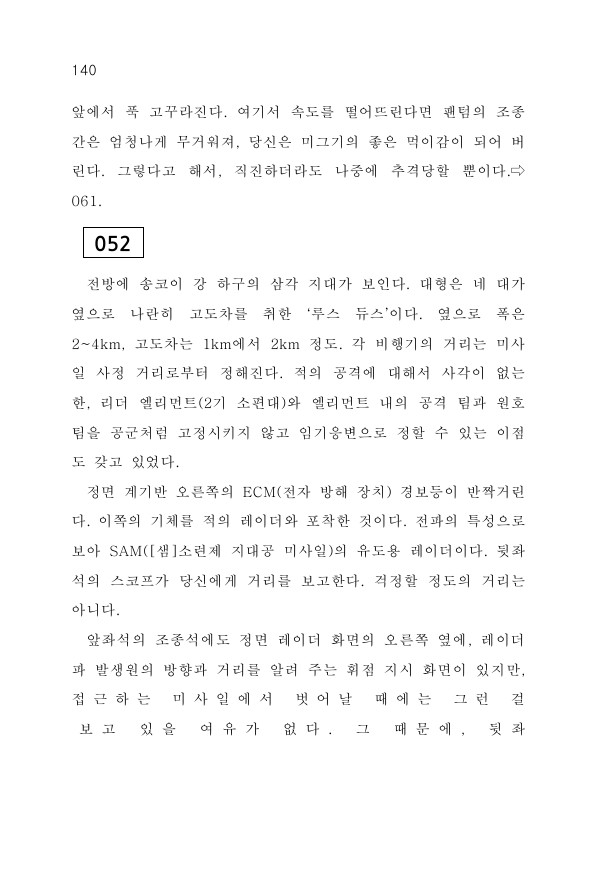 140
앞에서 푹 고꾸라진다. 여기서 속도를 떨어뜨린다면 팬텀의 조종
간은 엄청나게 무거워져, 당신은 미그기의 좋은 먹이감이 되어 버
린다. 그렇다고 해서, 직진하더라도 나중에 추격당할 뿐이다.⇨
061.
052
전방에 송코이 강 하구의 삼각 지대가 보인다. 대형은 네 대가
옆으로 나란히 고도차를 취한 ‘루스 듀스’이다. 옆으로 폭은
2~4km, 고도차는 1km에서 2km 정도. 각 비행기의 거리는 미사
일 사정 거리로부터 정해진다. 적의 공격에 대해서 사각이 없는
한, 리더 엘리먼트(2기 소편대)와 엘리먼트 내의 공격 팀과 원호
팀을 공군처럼 고정시키지 않고 임기응변으로 정할 수 있는 이점
도 갖고 있었다.
정면 계기반 오른쪽의 ECM(전자 방해 장치) 경보등이 반짝거린
다. 이쪽의 기체를 적의 레이더와 포착한 것이다. 전파의 특성으로
보아 SAM([샘]소련제 지대공 미사일)의 유도용 레이더이다. 뒷좌
석의 스코프가 당신에게 거리를 보고한다. 걱정할 정도의 거리는
아니다.
앞좌석의 조종석에도 정면 레이더 화면의 오른쪽 옆에, 레이더
파 발생원의 방향과 거리를 알려 주는 휘점 지시 화면이 있지만,
접근하는 미사일에서 벗어날 때에는 그런 걸
보고 있을 여유가 없다. 그 때문에, 뒷좌